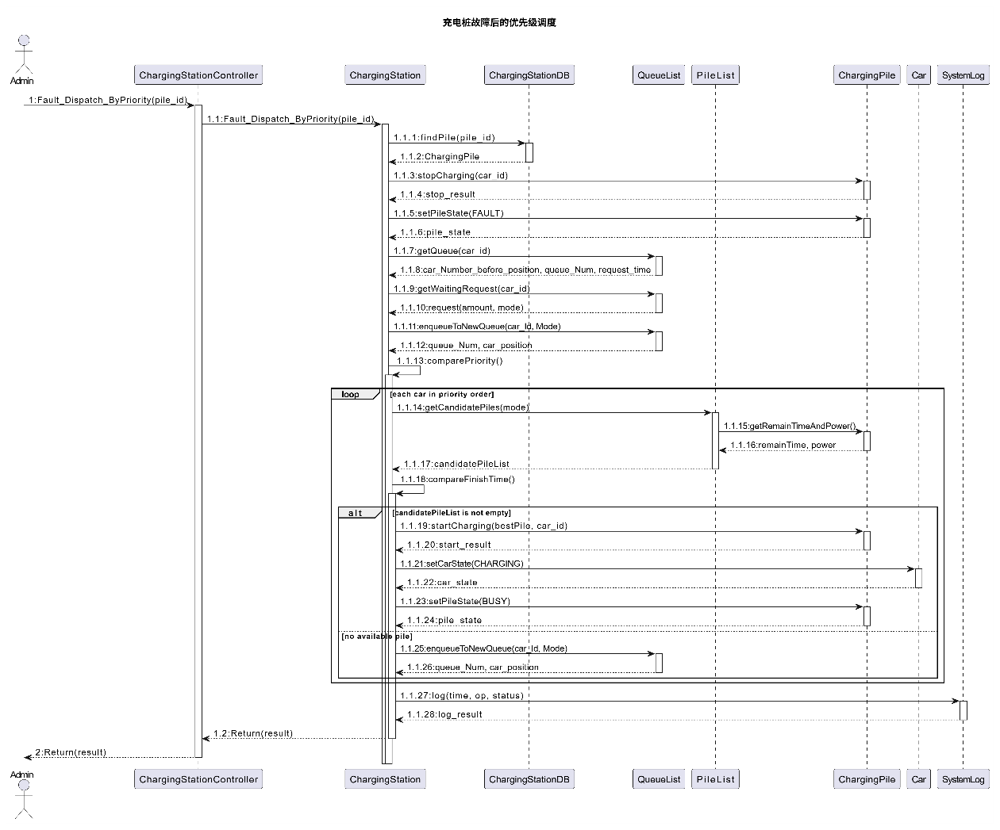 充电桩故障后的优先级调度
Admin
ChargingStationController
ChargingStation
ChargingStationDB
QueueList
PileList
ChargingPile
Car
SystemLog
1:Fault_Dispatch_ByPriority(pile_id)
1.1:Fault_Dispatch_ByPriority(pile_id)
1.1.1:findPile(pile_id)
1.1.2:ChargingPile
1.1.3:stopCharging(car_id)
1.1.4:stop_result
1.1.5:setPileState(FAULT)
1.1.6:pile_state
1.1.7:getQueue(car_id)
1.1.8:car_Number_before_position, queue_Num, request_time
1.1.9:getWaitingRequest(car_id)
1.1.10:request(amount, mode)
1.1.11:enqueueToNewQueue(car_Id, Mode)
1.1.12:queue_Num, car_position
1.1.13:comparePriority()
loop [each car in priority order]
1.1.14:getCandidatePiles(mode)
1.1.15:getRemainTimeAndPower()
1.1.16:remainTime, power
1.1.17:candidatePileList
1.1.18:compareFinishTime()
alt [candidatePileList is not empty]
1.1.19:startCharging(bestPile, car_id)
1.1.20:start_result
1.1.21:setCarState(CHARGING)
1.1.22:car_state
1.1.23:setPileState(BUSY)
1.1.24:pile_state
[no available pile]
1.1.25:enqueueToNewQueue(car_Id, Mode)
1.1.26:queue_Num, car_position
1.1.27:log(time, op, status)
1.1.28:log_result
1.2:Return(result)
2:Return(result)
Admin
ChargingStationController
ChargingStation
ChargingStationDB
QueueList
PileList
ChargingPile
Car
SystemLog